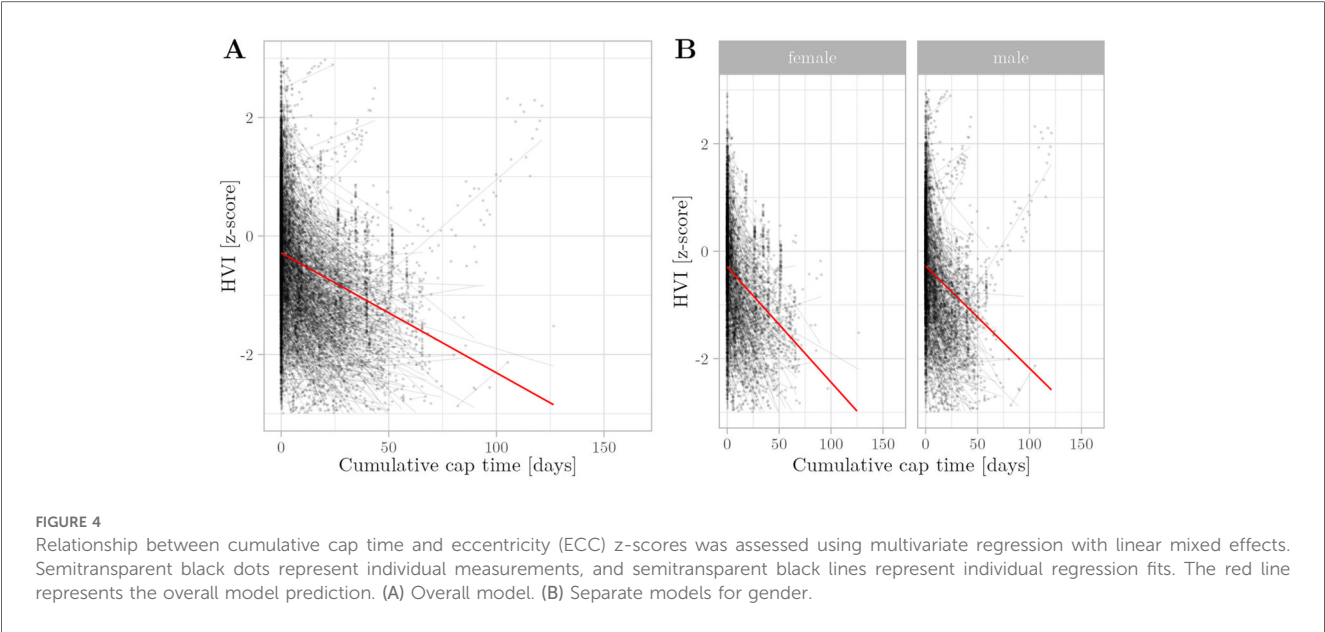 A
HVI [z-score]
2
0
-2
0
50
100
150
Cumulative cap time [days]
B
female
male
HVI [z-score]
2
0
-2
0
50
100
150
0
50
100
150
Cumulative cap time [days]
FIGURE 4
Relationship between cumulative cap time and eccentricity (ECC) z-scores was assessed using multivariate regression with linear mixed effects.
Semitransparent black dots represent individual measurements, and semitransparent black lines represent individual regression fits. The red line
represents the overall model prediction. (A) Overall model. (B) Separate models for gender.